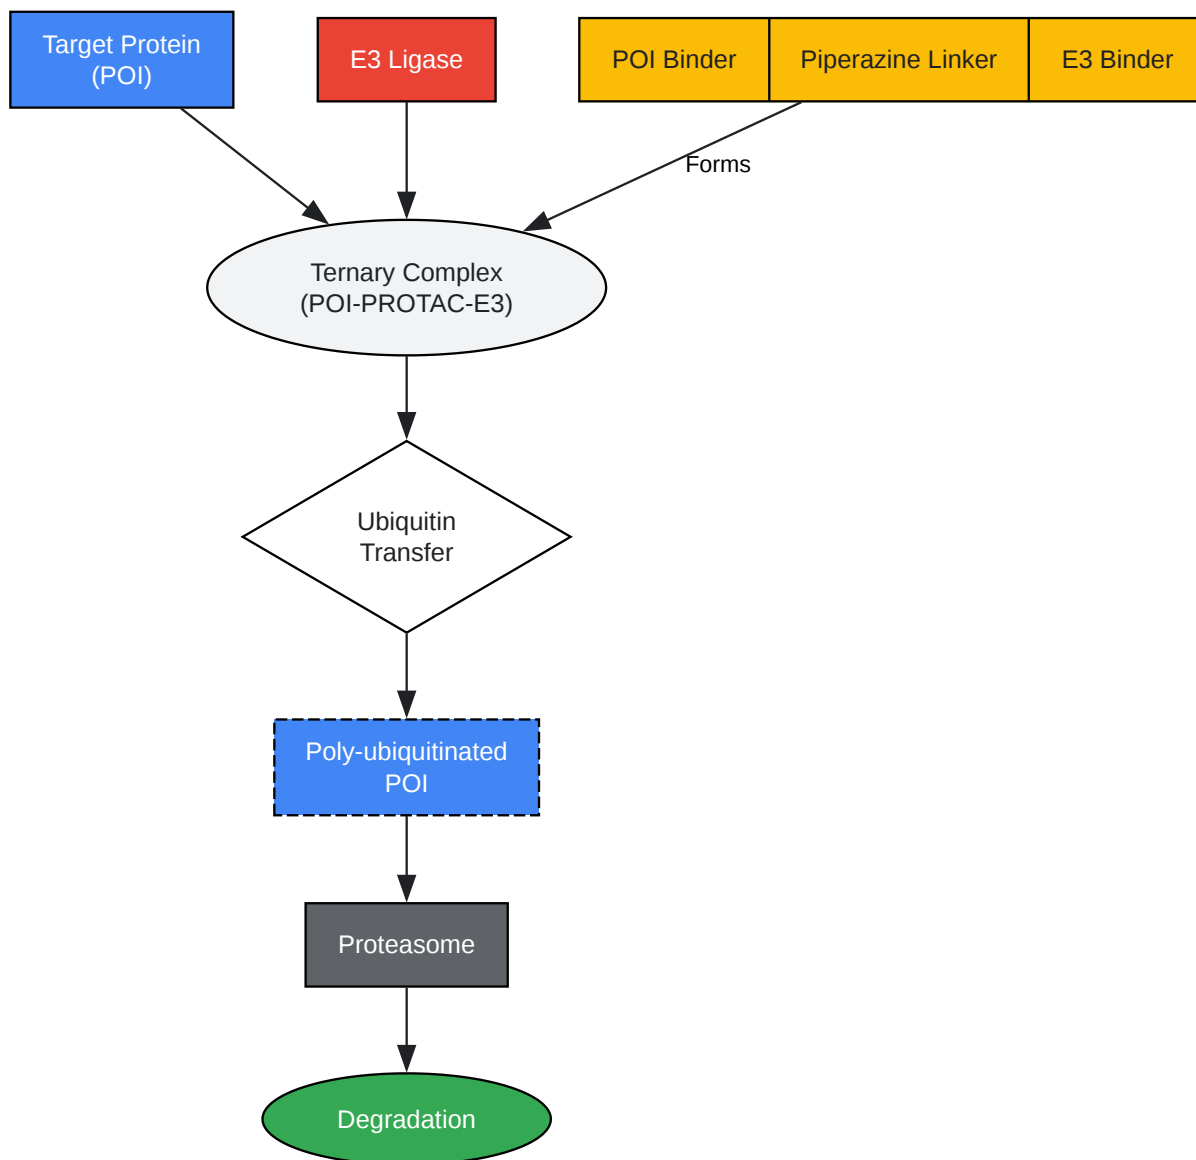 Target Protein
(POI)
E3 Ligase
POI Binder
Piperazine Linker
E3 Binder
Forms
Ternary Complex
(POI-PROTAC-E3)
Ubiquitin
Transfer
Poly-ubiquitinated
POI
Proteasome
Degradation